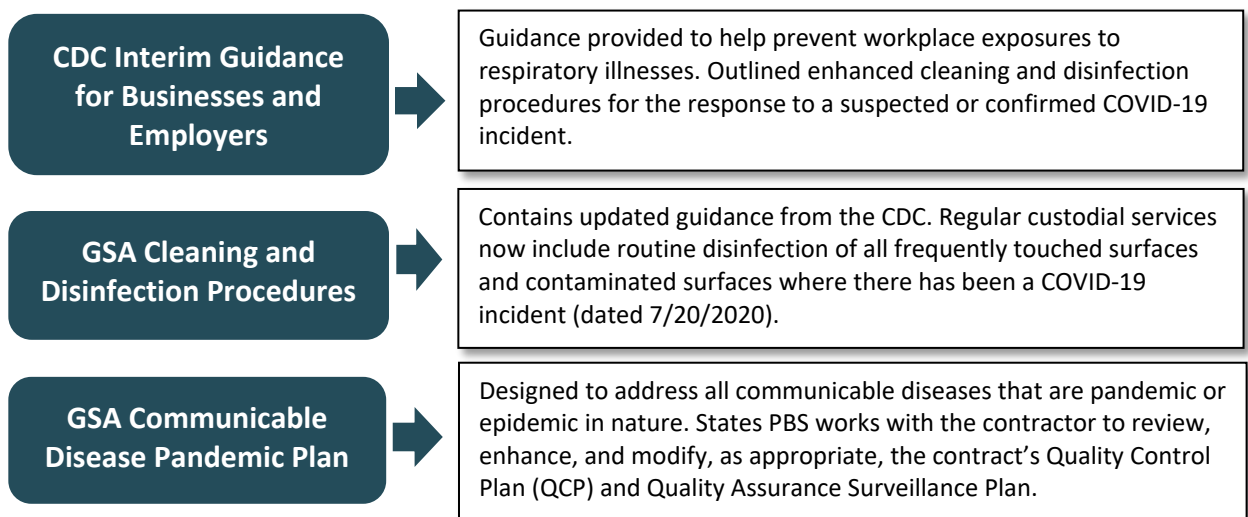 CDC Interim Guidance
for Businesses and
Employers
Guidance provided to help prevent workplace exposures to
respiratory illnesses. Outlined enhanced cleaning and disinfection
procedures for the response to a suspected or confirmed COVID-19
incident.
GSA Cleaning and
Disinfection Procedures
Contains updated guidance from the CDC. Regular custodial services
now include routine disinfection of all frequently touched surfaces
and contaminated surfaces where there has been a COVID-19
incident (dated 7/20/2020).
GSA Communicable
Disease Pandemic Plan
Designed to address all communicable diseases that are pandemic or
epidemic in nature. States PBS works with the contractor to review,
enhance, and modify, as appropriate, the contract’s Quality Control
Plan (QCP) and Quality Assurance Surveillance Plan.